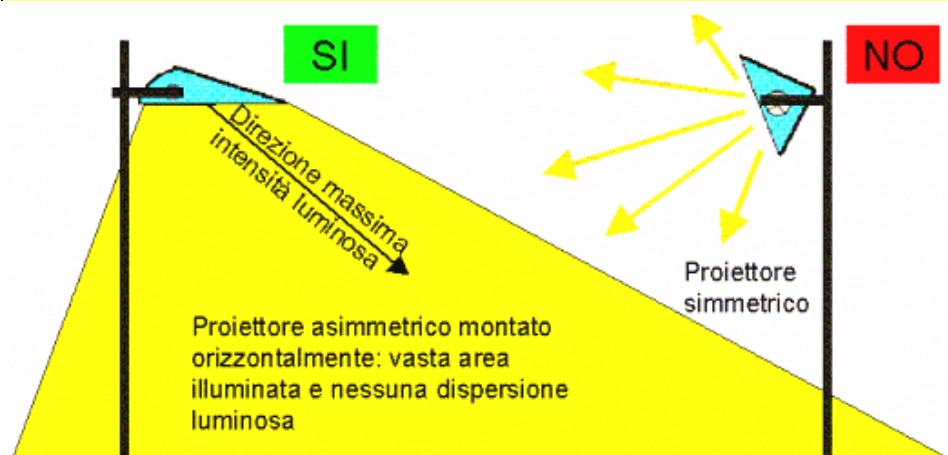 SI
NO
Direzione massima
intensità luminosa
Proiettore
simmetrico
Proiettore asimmetrico montato
orizzontalmente: vasta area
illuminata e nessuna dispersione
luminosa